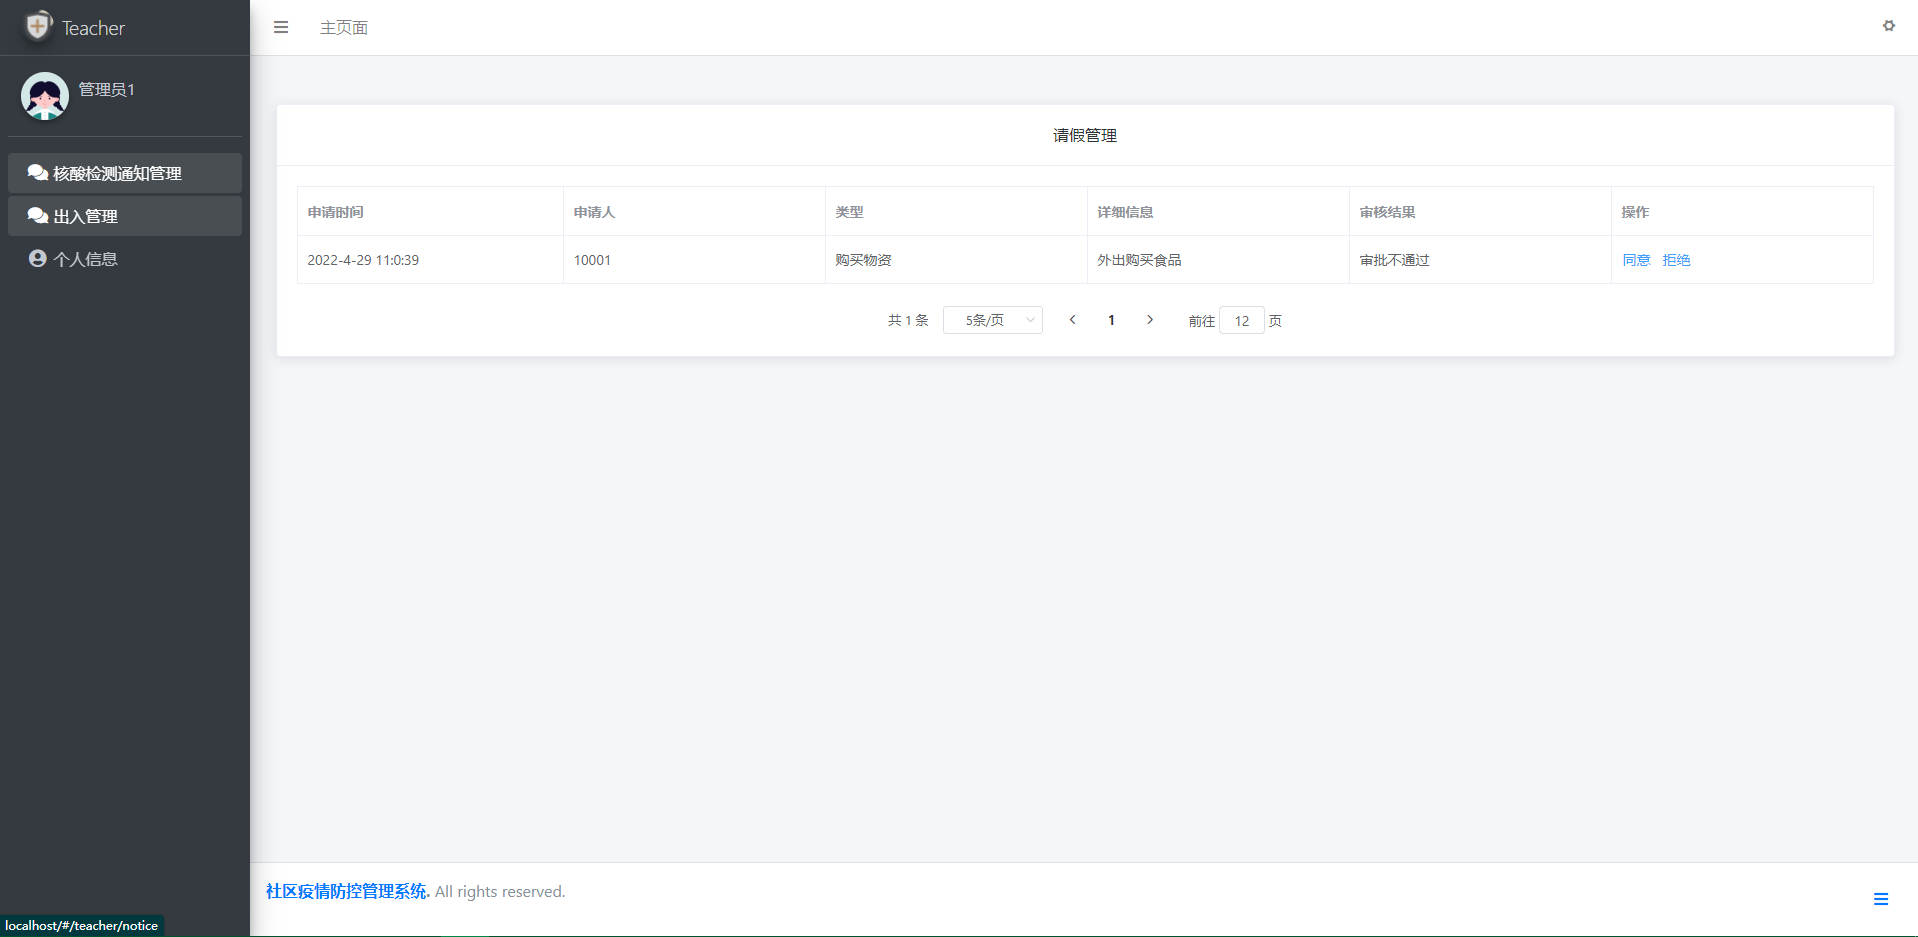 Teacher
主页面
管理员1
核酸检测通知管理
出入管理
个人信息
请假管理
申请时间 申请人 类型 详细信息 审核结果 操作
2022-4-29 11:0:39 10001 购买物资 外出购买食品 审批不通过 同意 拒绝
共 1 条 5条/页 1 前往 12 页
社区疫情防控管理系统. All rights reserved.
localhost/#/teacher/notice